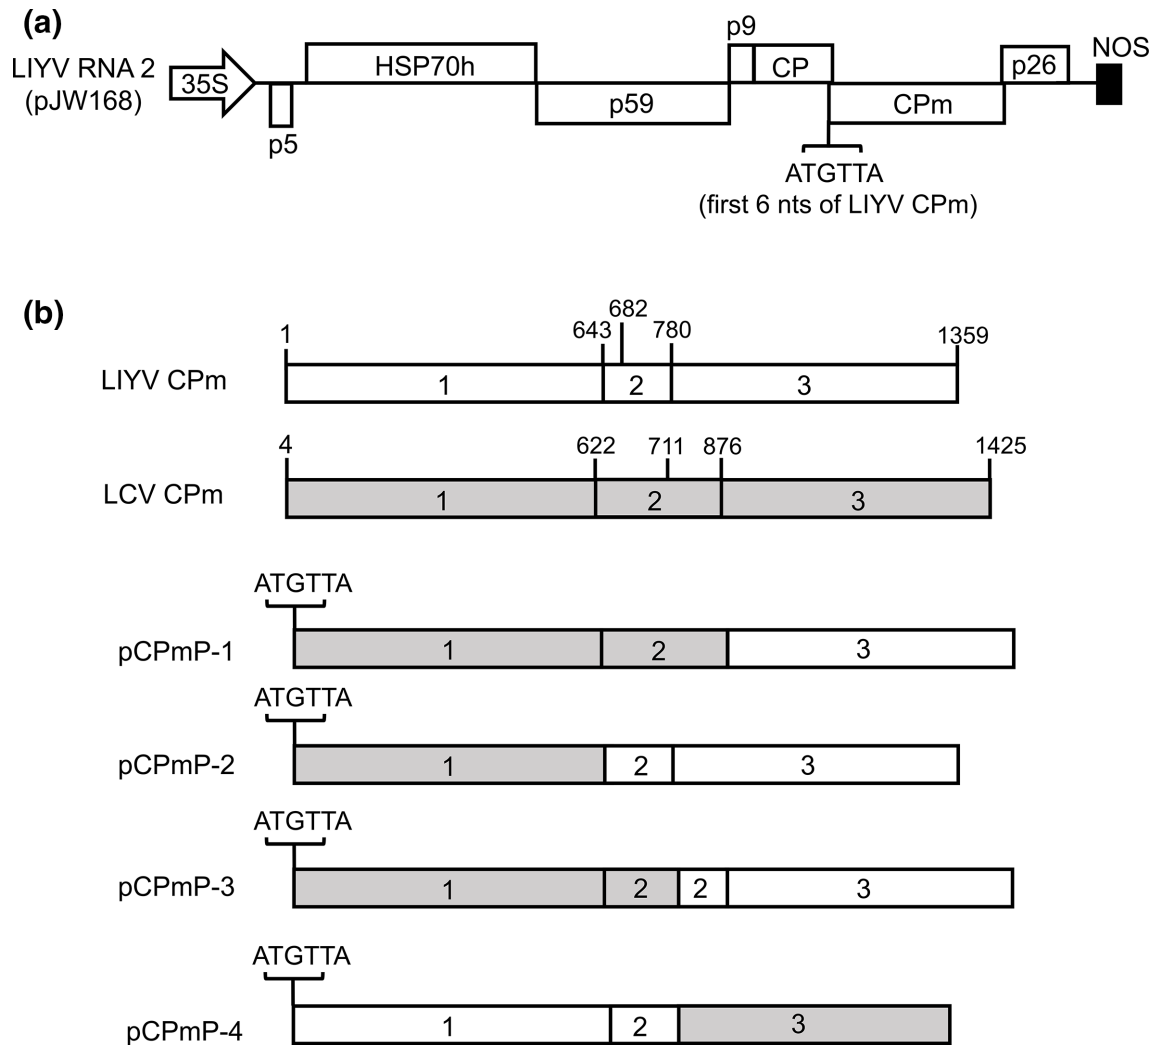 (a)
LIYV RNA 2
(pJW168)
35S
p5
HSP70h
p59
p9
CP
CPm
p26
NOS
ATGTTA
(first 6 nts of LIYV CPm)
(b)
LIYV CPm
1
643
682
780
1359
1
2
3
LCV CPm
4
622
711
876
1425
1
2
3
ATGTTA
pCPmP-1
1
2
3
ATGTTA
pCPmP-2
1
2
3
ATGTTA
pCPmP-3
1
2
2
3
ATGTTA
pCPmP-4
1
2
3